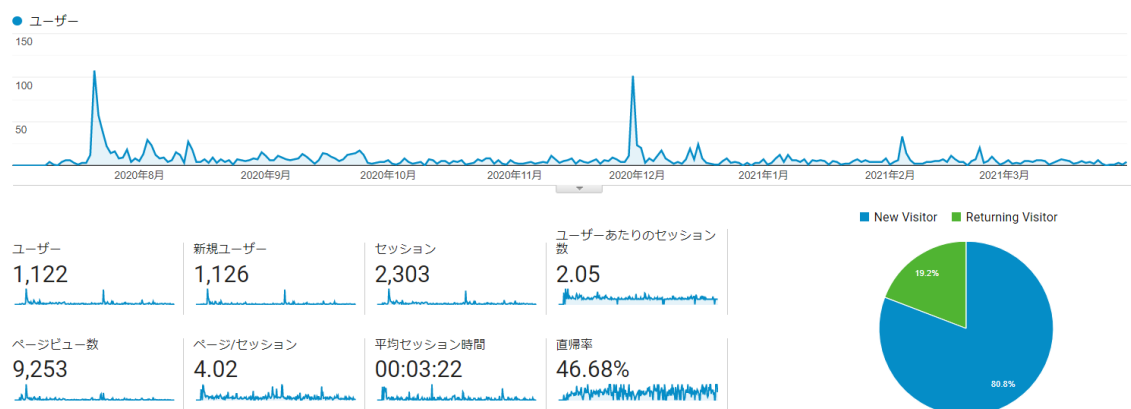 ユーザー
150
100
50
2020年8月
2020年9月
2020年10月
2020年11月
2020年12月
2021年1月
2021年2月
2021年3月
New Visitor
Returning Visitor
ユーザー
1,122
新規ユーザー
1,126
セッション
2,303
ユーザーあたりのセッション
数
2.05
ページビュー数
9,253
ページ/セッション
4.02
平均セッション時間
00:03:22
直帰率
46.68%
19.2%
80.8%